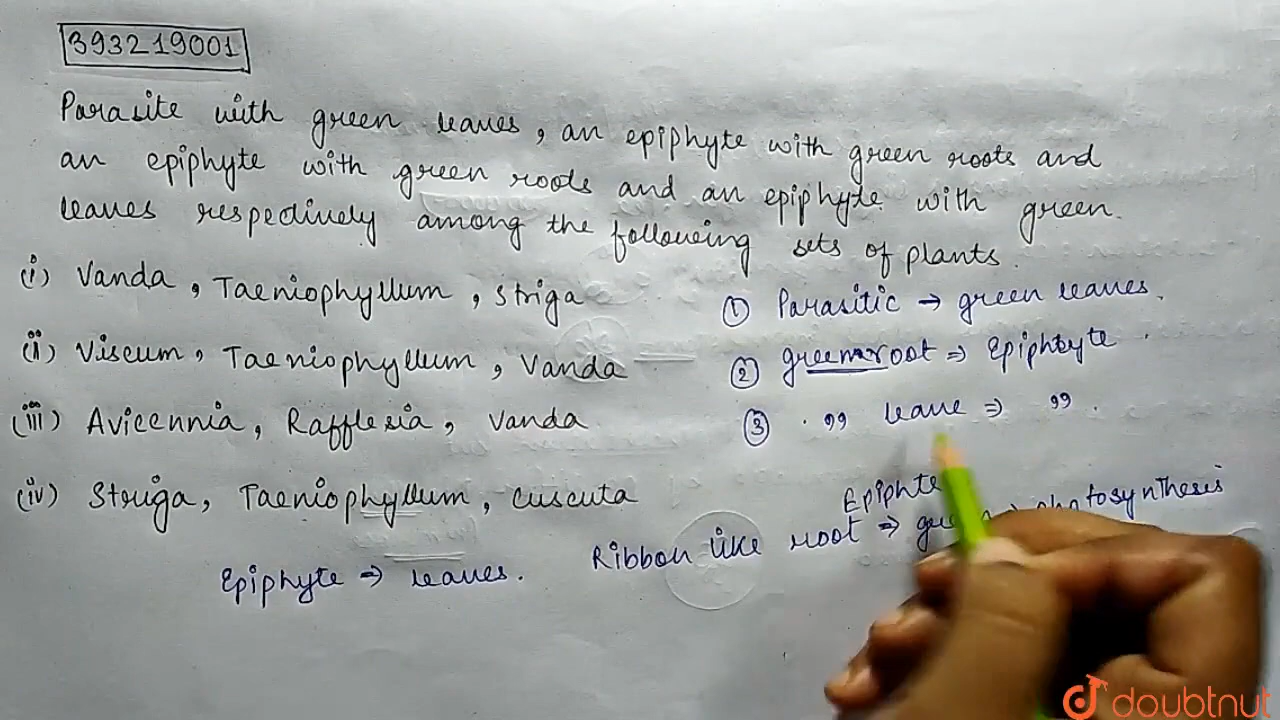 393219001
Parasite with green leaves, an epiphyte with green roots and
an epiphyte with green roots and an epiphyte with green
leaves respectively among the following sets of plants.
(i) Vanda, Taeniophyllum, Striga
(ii) Viscum, Taeniophyllum, Vanda
(iii) Avicennia, Rafflesia, Vanda
(iv) Striga, Taeniophyllum, cuscuta
① Parasitic → green leaves.
② green root ⇒ Epiphtyte.
③ " leave ⇒ ".
Epiphyte ⇒ leaves.
Epiphte
Ribbon like root ⇒ photosynthesis
doubtnut